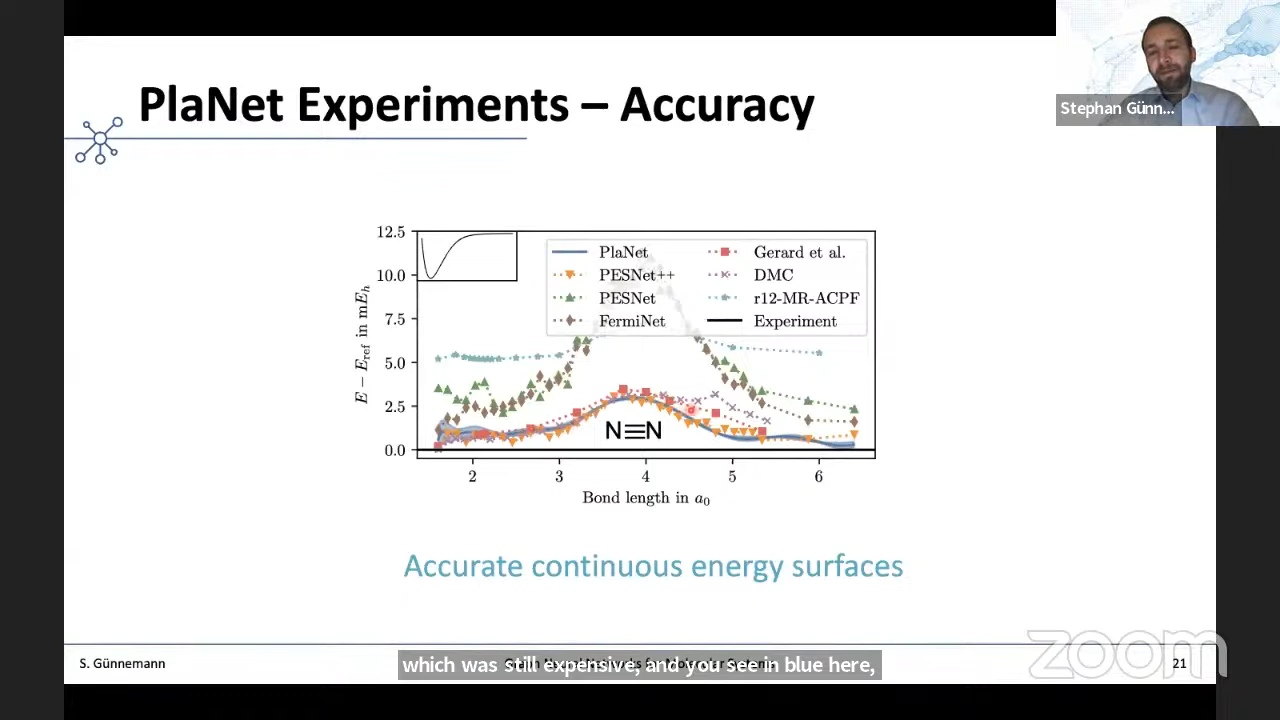 PlaNet Experiments – Accuracy
Stephan Günn...
12.5
10.0
7.5
5.0
2.5
0.0
E − E_ref in mE_h
PlaNet
PESNet++
PESNet
FermiNet
Gerard et al.
DMC
r12-MR-ACPF
Experiment
N≡N
2 3 4 5 6
Bond length in a₀
Accurate continuous energy surfaces
S. Günnemann
which was still expensive, and you see in blue here,
21
zoom